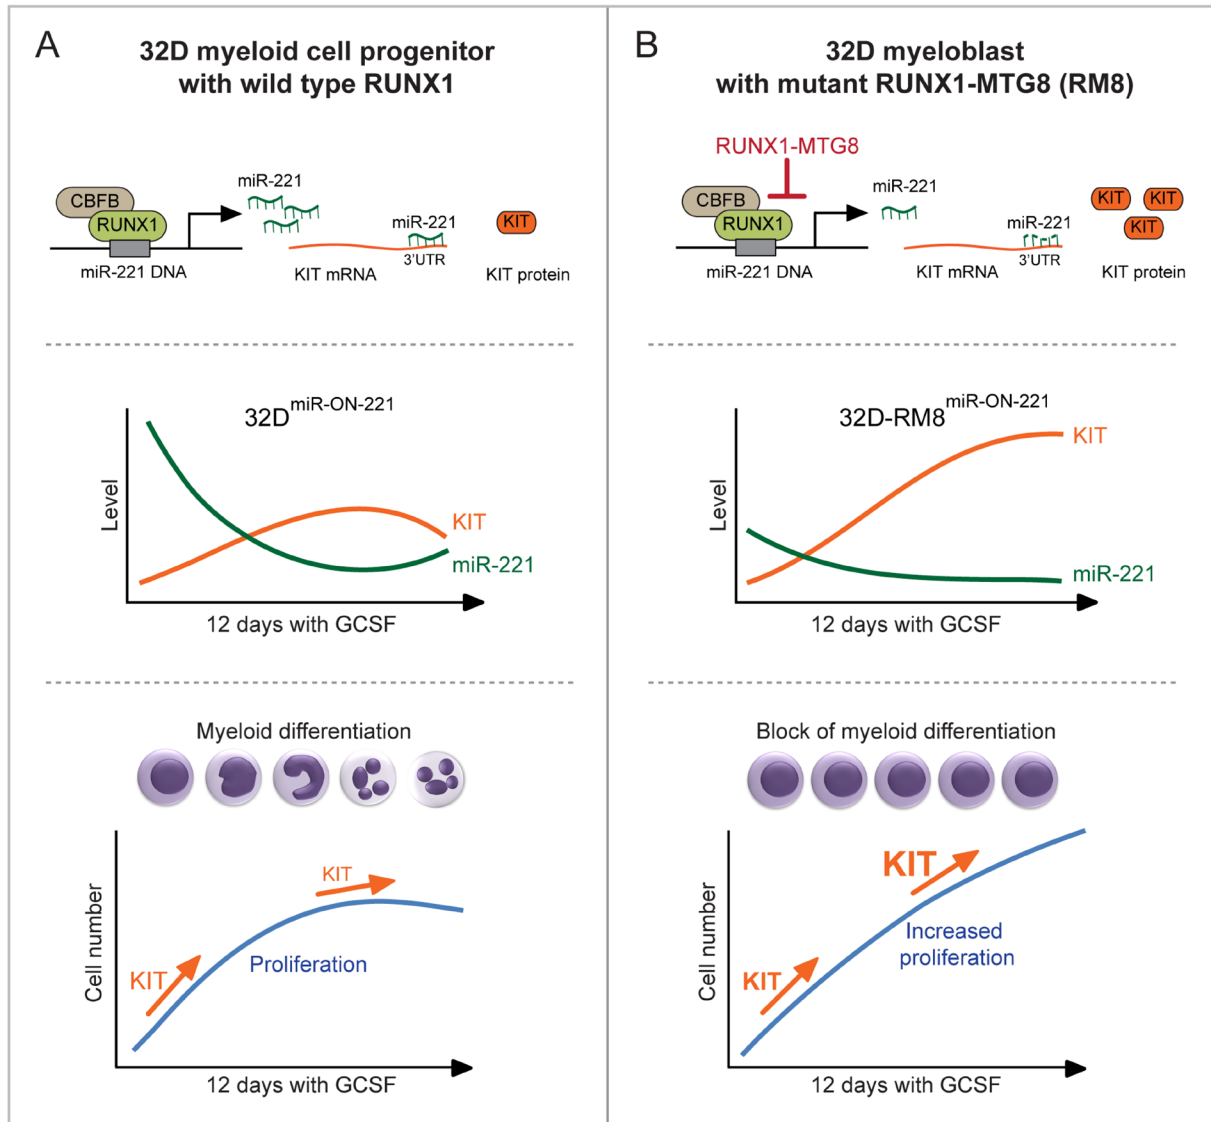 A
32D myeloid cell progenitor
with wild type RUNX1
miR-221
CBFB
RUNX1
miR-221
KIT
3'UTR
miR-221 DNA
KIT mRNA
KIT protein
32D miR-ON-221
Level
KIT
miR-221
12 days with GCSF
Myeloid differentiation
KIT
KIT
Proliferation
Cell number
12 days with GCSF
B
32D myeloblast
with mutant RUNX1-MTG8 (RM8)
RUNX1-MTG8
miR-221
CBFB
RUNX1
miR-221
KIT
KIT
KIT
3'UTR
miR-221 DNA
KIT mRNA
KIT protein
32D-RM8 miR-ON-221
Level
KIT
miR-221
12 days with GCSF
Block of myeloid differentiation
KIT
KIT
Increased
proliferation
Cell number
12 days with GCSF